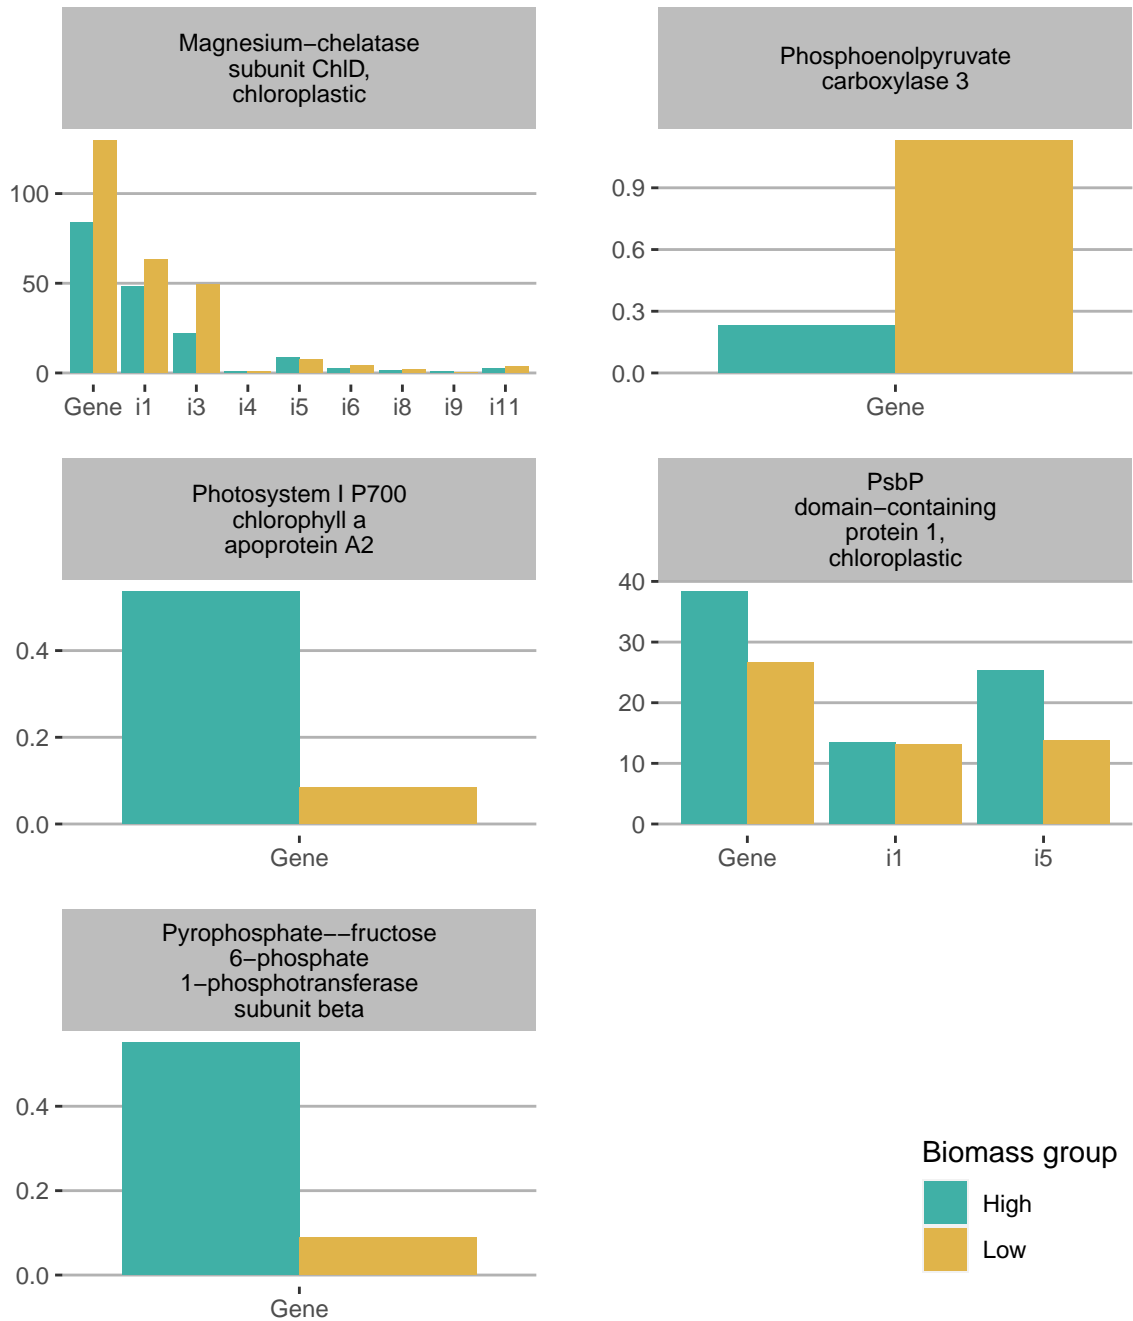 Magnesium−chelatase
subunit ChlD,
chloroplastic
100
50
0
Gene i1 i3 i4 i5 i6 i8 i9 i11
Phosphoenolpyruvate
carboxylase 3
0.9
0.6
0.3
0.0
Gene
Photosystem I P700
chlorophyll a
apoprotein A2
0.4
0.2
0.0
Gene
PsbP
domain−containing
protein 1,
chloroplastic
40
30
20
10
0
Gene i1 i5
Pyrophosphate−−fructose
6−phosphate
1−phosphotransferase
subunit beta
0.4
0.2
0.0
Gene
Biomass group
High
Low